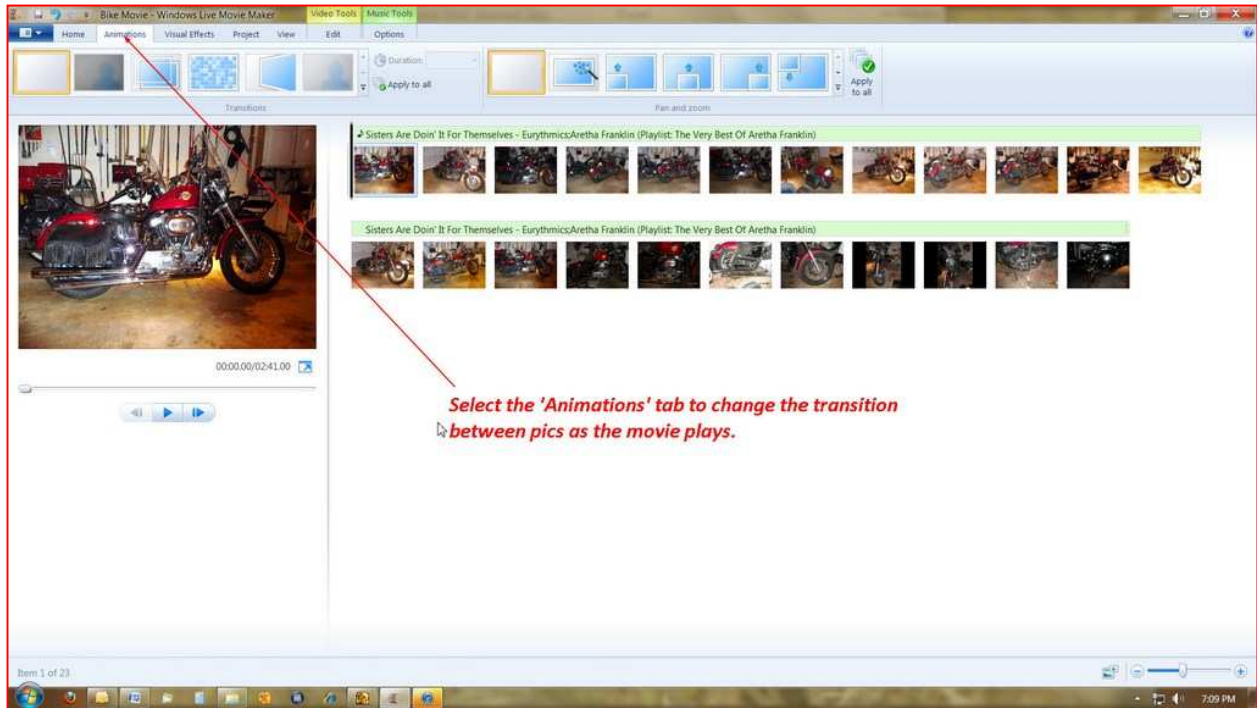 Bike Movie - Windows Live Movie Maker
Video Tools
Music Tools
Home
Animations
Visual Effects
Project
View
Edit
Options
Duration:
Apply to all
Apply
to all
Transitions
Pan and zoom
Sisters Are Doin' It For Themselves - Eurythmics;Aretha Franklin (Playlist: The Very Best Of Aretha Franklin)
Sisters Are Doin' It For Themselves - Eurythmics;Aretha Franklin (Playlist: The Very Best Of Aretha Franklin)
00:00.00/02:41.00
Select the 'Animations' tab to change the transition
between pics as the movie plays.
Item 1 of 23
7:09 PM